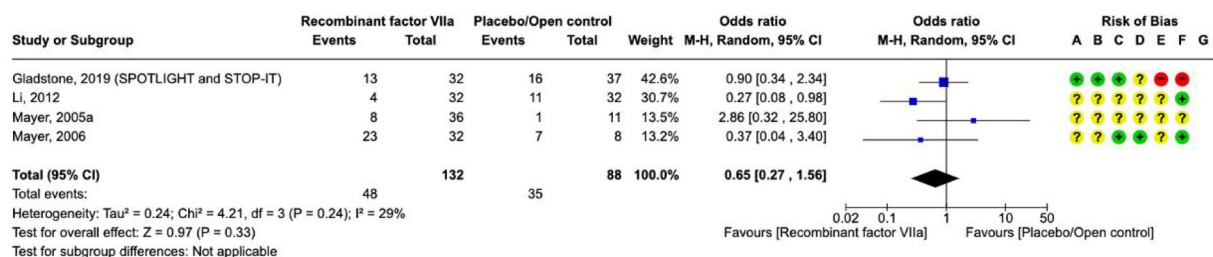 Recombinant factor VIIa Placebo/Open control Odds ratio Odds ratio Risk of Bias
Study or Subgroup Events Total Events Total Weight M-H, Random, 95% CI M-H, Random, 95% CI A B C D E F G
Gladstone, 2019 (SPOTLIGHT and STOP-IT) 13 32 16 37 42.6% 0.90 [0.34 , 2.34] + + + ? − −
Li, 2012 4 32 11 32 30.7% 0.27 [0.08 , 0.98] ? ? ? ? ? +
Mayer, 2005a 8 36 1 11 13.5% 2.86 [0.32 , 25.80] ? ? ? ? ? ?
Mayer, 2006 23 32 7 8 13.2% 0.37 [0.04 , 3.40] ? ? + + ? +
Total (95% CI) 132 88 100.0% 0.65 [0.27 , 1.56]
Total events: 48 35
Heterogeneity: Tau² = 0.24; Chi² = 4.21, df = 3 (P = 0.24); I² = 29%
Test for overall effect: Z = 0.97 (P = 0.33)
Test for subgroup differences: Not applicable
0.02 0.1 1 10 50
Favours [Recombinant factor VIIa] Favours [Placebo/Open control]